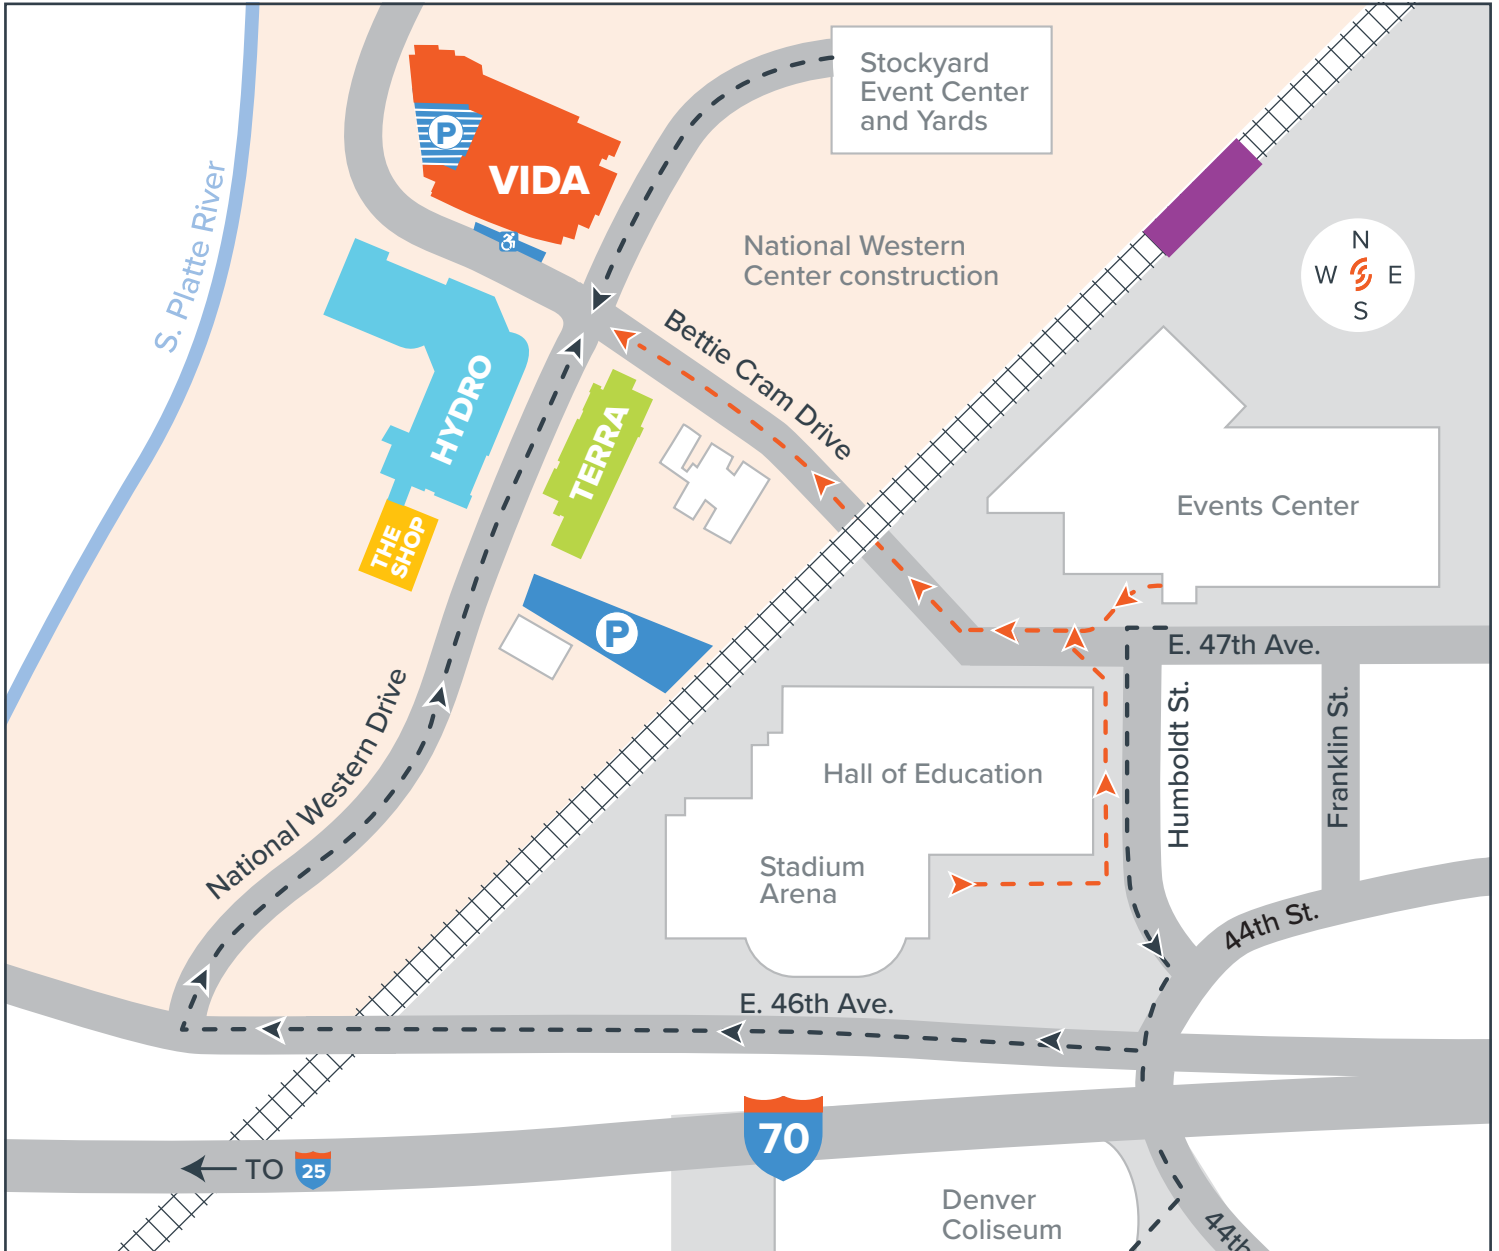 Stockyard
Event Center
and Yards
P
VIDA
S. Platte River
National Western
Center construction
N
W E
S
Bettie Cram Drive
HYDRO
TERRA
THE
SHOP
Events Center
P
E. 47th Ave.
National Western Drive
Humboldt St.
Franklin St.
Hall of Education
Stadium
Arena
44th St.
E. 46th Ave.
70
TO 25
Denver
Coliseum
44th